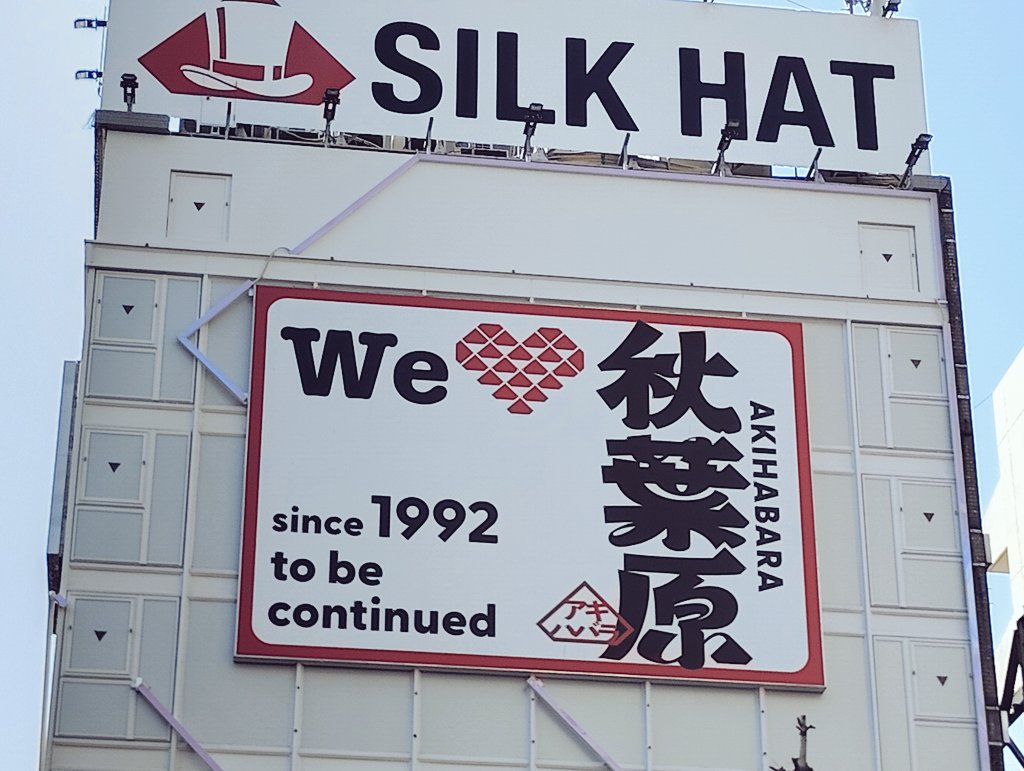 SILK HAT
We
秋葉原
AKIHABARA
since 1992
to be
continued
アキ
ハバラ